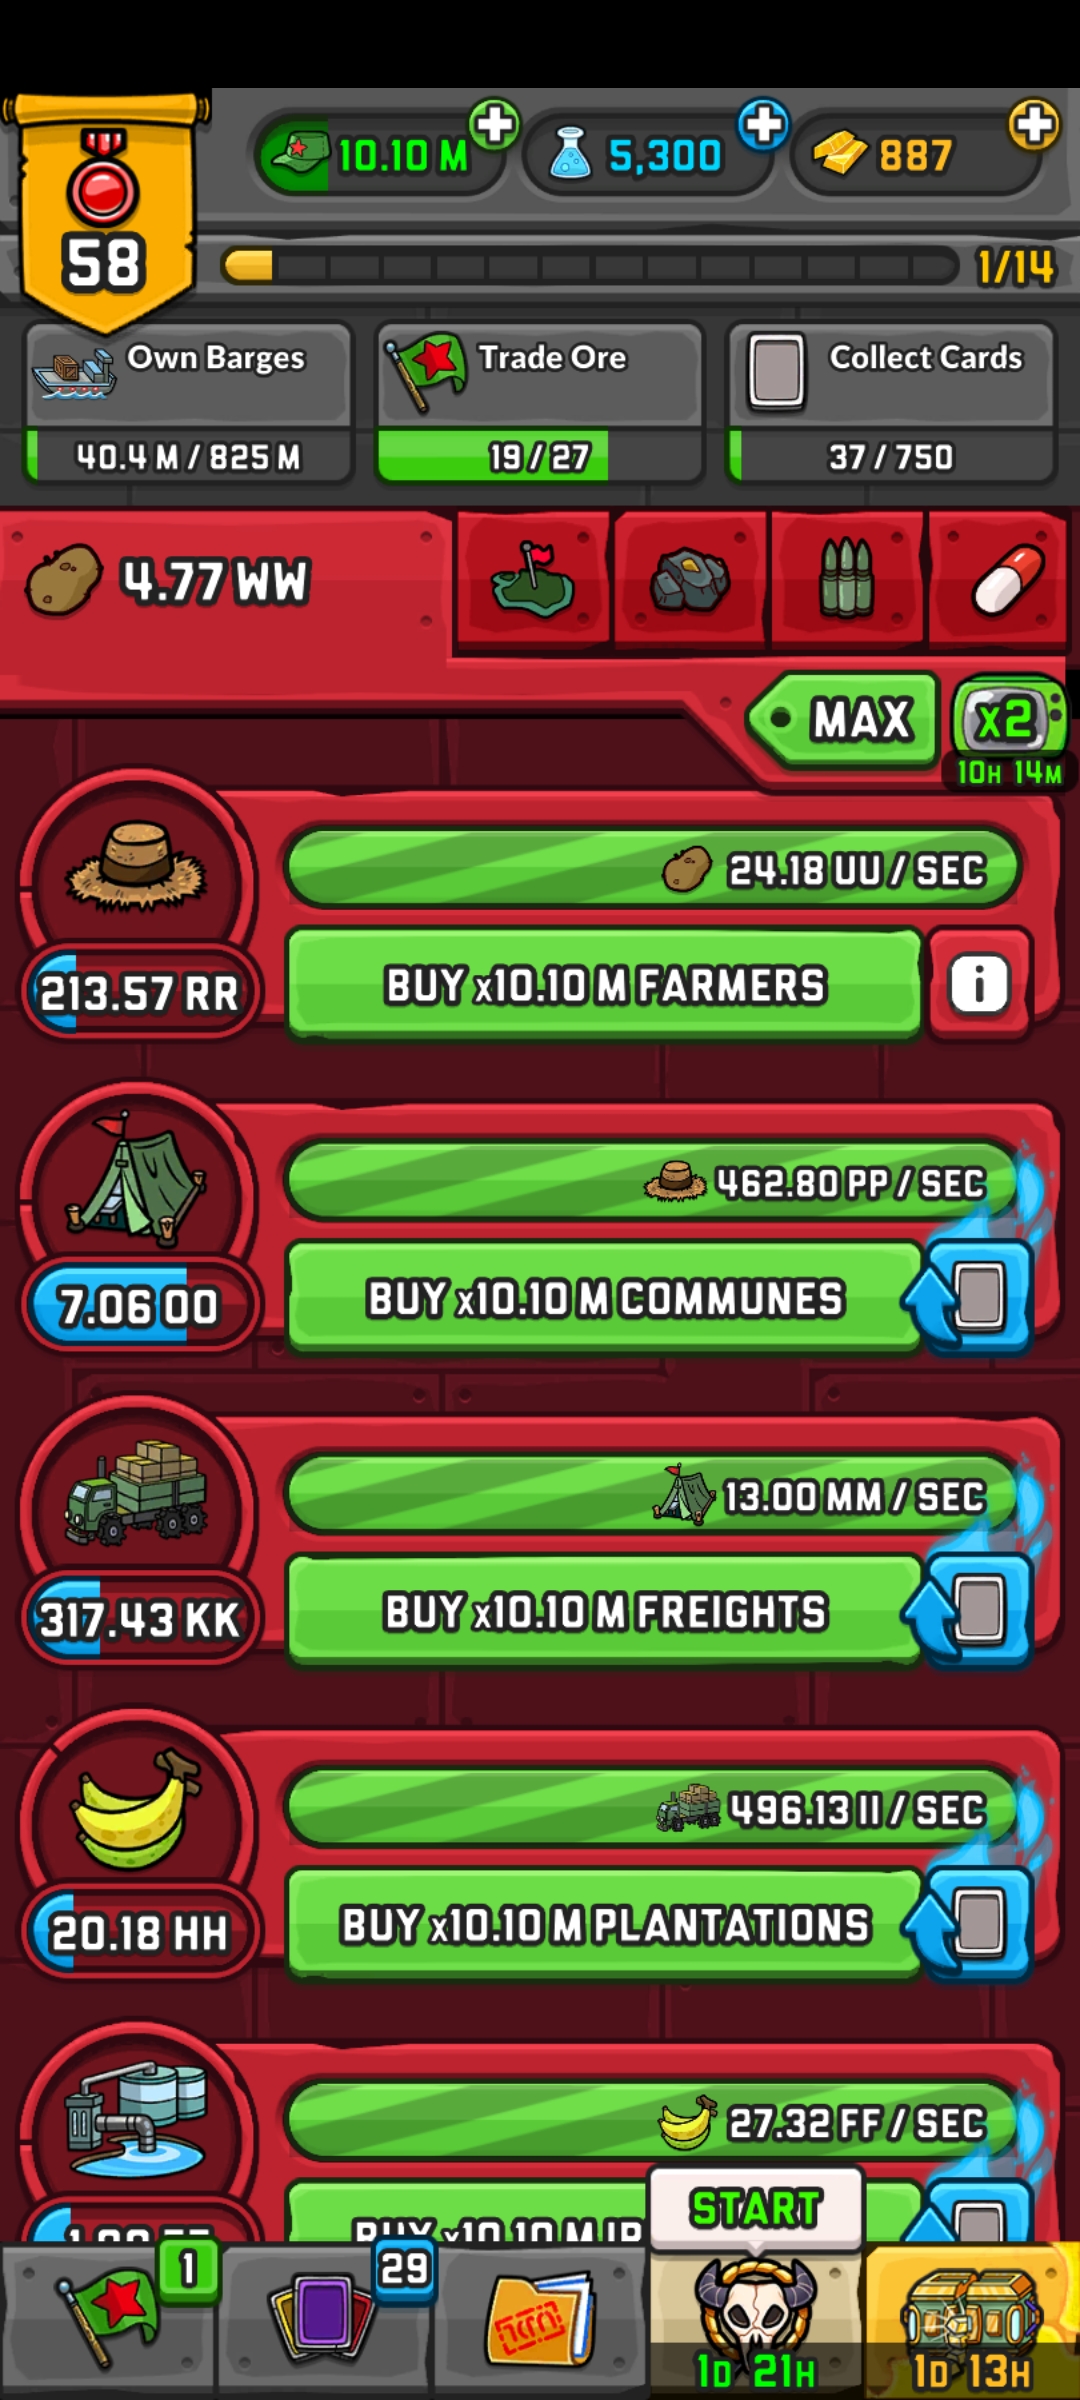 10.10 M
5,300
887
58
1/14
Own Barges
Trade Ore
Collect Cards
40.4 M / 825 M
19 / 27
37 / 750
4.77 WW
MAX
x2
10H 14M
24.18 UU / SEC
213.57 RR
BUY x10.10 M FARMERS
i
462.80 PP / SEC
7.06 OO
BUY x10.10 M COMMUNES
13.00 MM / SEC
317.43 KK
BUY x10.10 M FREIGHTS
496.13 II / SEC
20.18 HH
BUY x10.10 M PLANTATIONS
27.32 FF / SEC
BUY x10.10 M
START
1
29
1D 21H
1D 13H